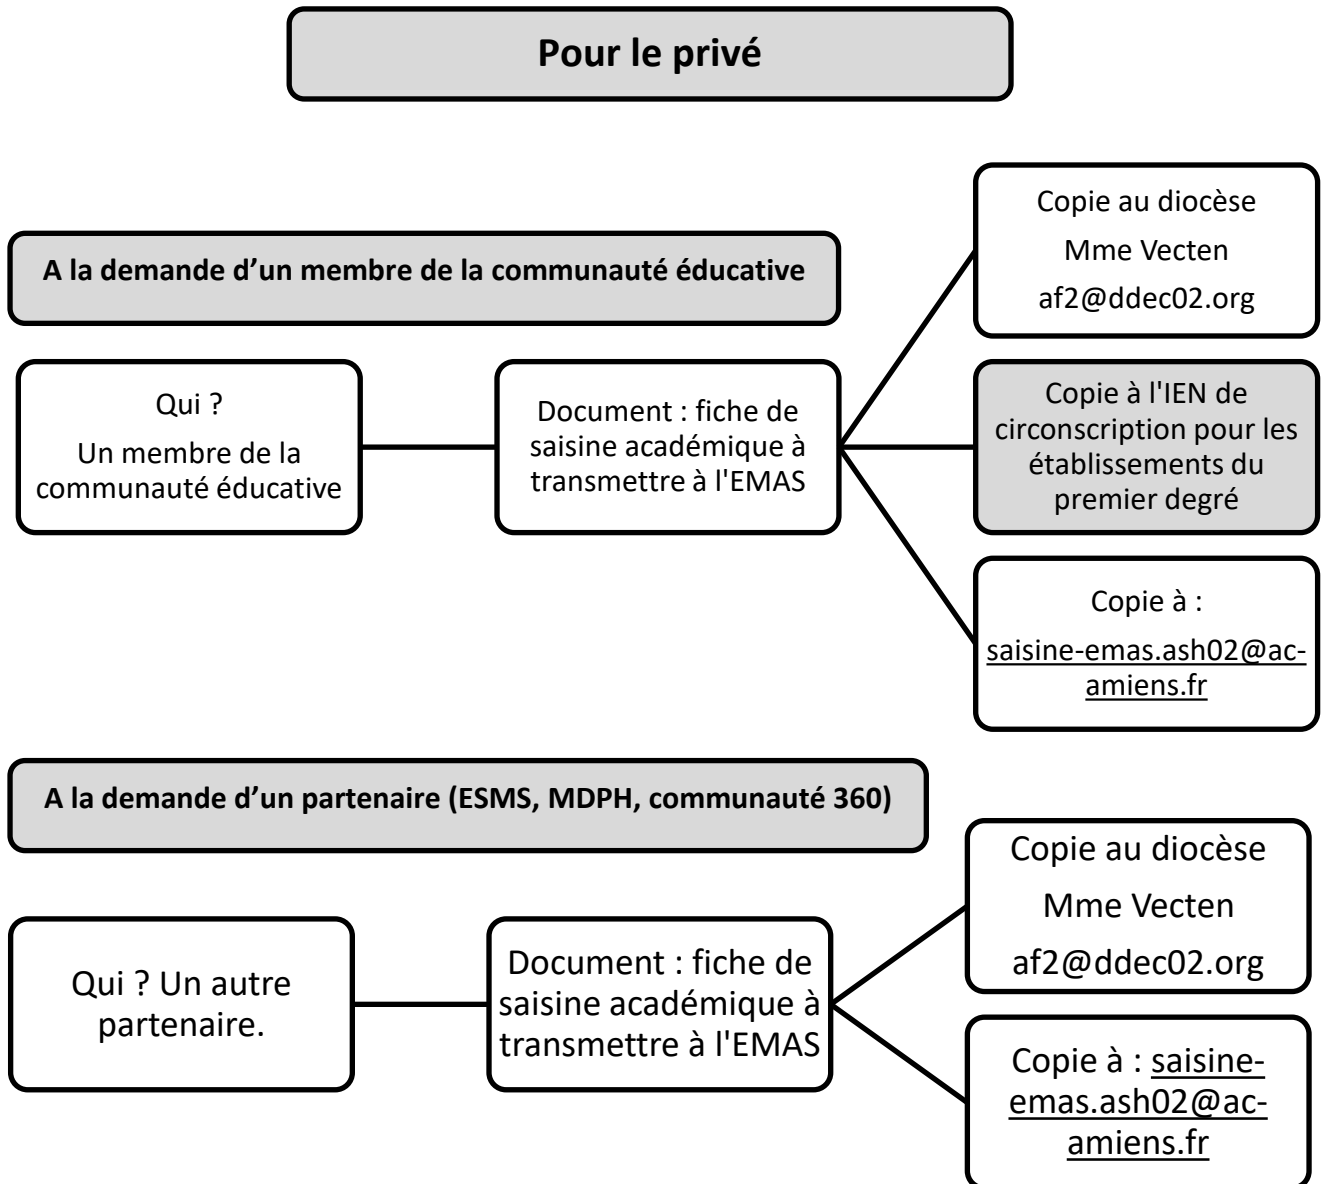 Pour le privé
A la demande d’un membre de la communauté éducative
Qui ?
Un membre de la
communauté éducative
Document : fiche de
saisine académique à
transmettre à l'EMAS
Copie au diocèse
Mme Vecten
af2@ddec02.org
Copie à l'IEN de
circonscription pour les
établissements du
premier degré
Copie à :
saisine-emas.ash02@ac-
amiens.fr
A la demande d’un partenaire (ESMS, MDPH, communauté 360)
Qui ? Un autre
partenaire.
Document : fiche de
saisine académique à
transmettre à l'EMAS
Copie au diocèse
Mme Vecten
af2@ddec02.org
Copie à : saisine-
emas.ash02@ac-
amiens.fr